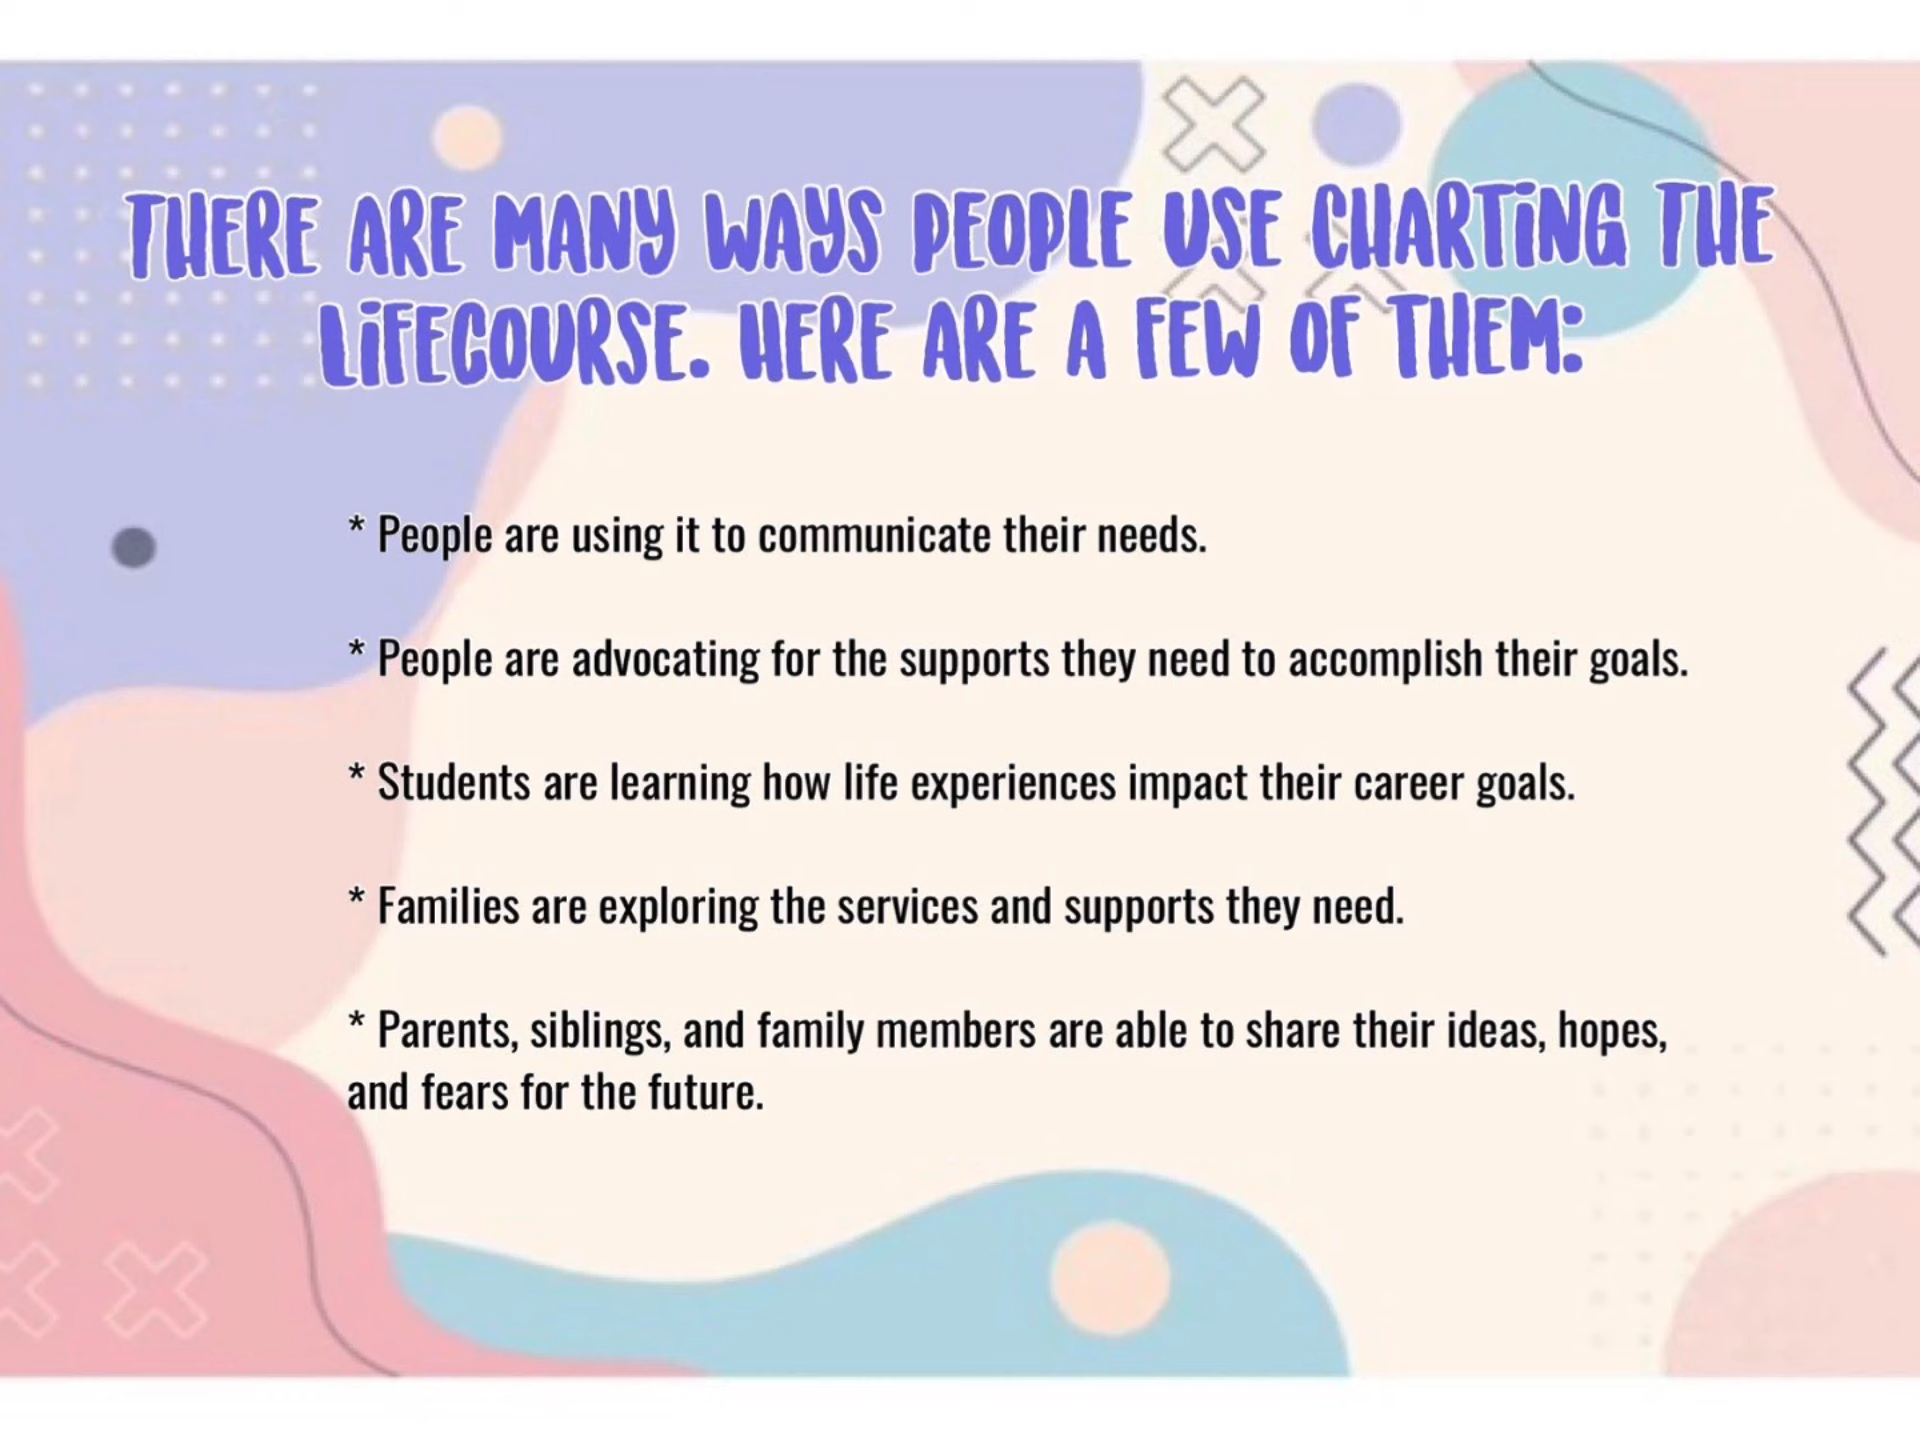 THERE ARE MANY WAYS PEOPLE USE CHARTING THE
LIFECOURSE. HERE ARE A FEW OF THEM:
* People are using it to communicate their needs.
* People are advocating for the supports they need to accomplish their goals.
* Students are learning how life experiences impact their career goals.
* Families are exploring the services and supports they need.
* Parents, siblings, and family members are able to share their ideas, hopes,
and fears for the future.